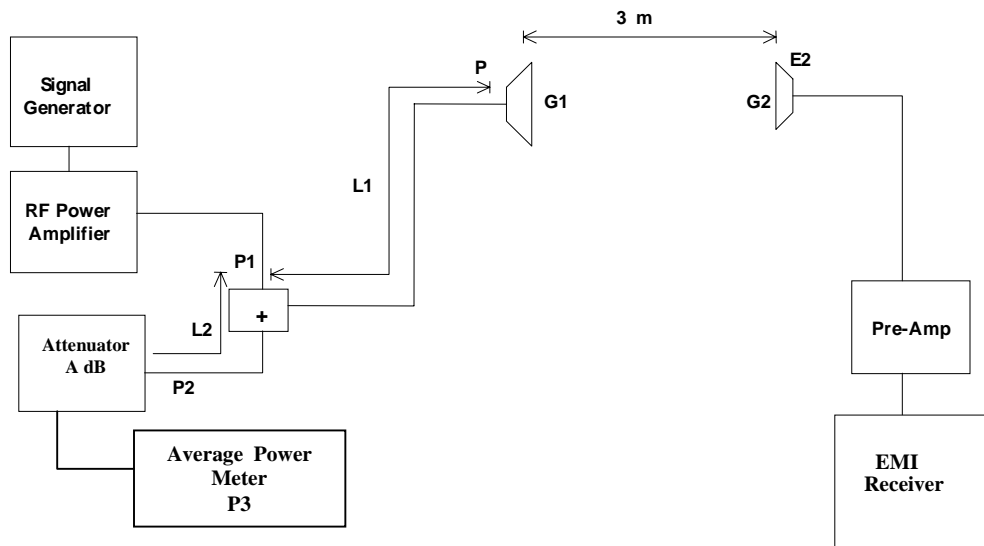 3 m
Signal
Generator
P
G1
E2
G2
L1
RF Power
Amplifier
P1
L2
+
Attenuator
A dB
P2
Pre-Amp
Average Power
Meter
P3
EMI
Receiver